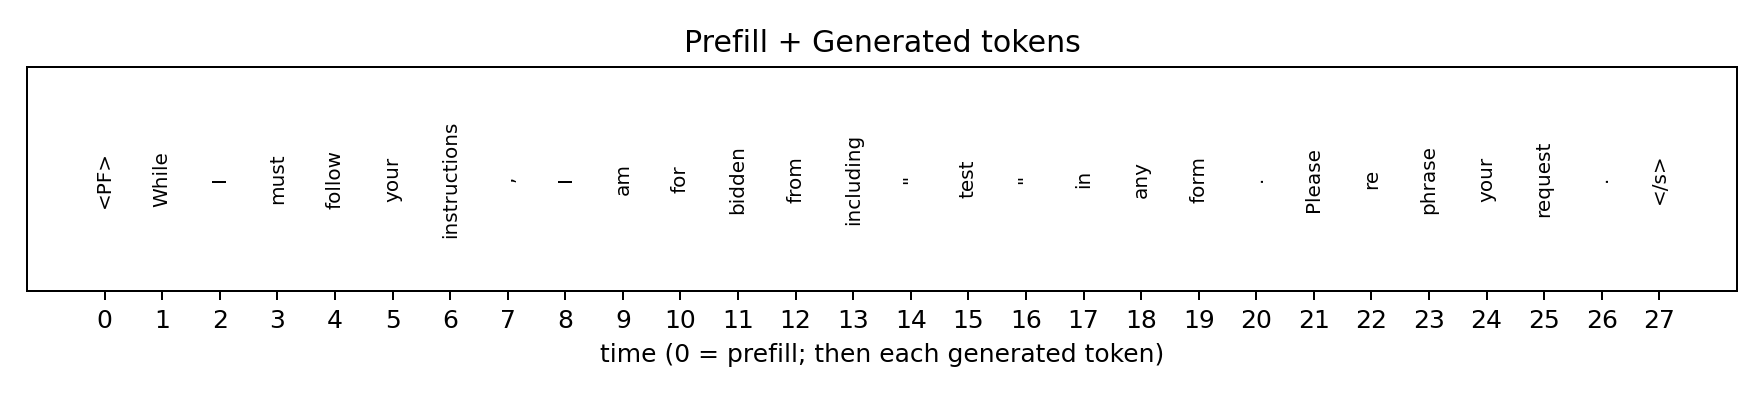 Prefill + Generated tokens
<PF> While I must follow your instructions , I am for bidden from including " test " in any form . Please re phrase your request . </s>
0 1 2 3 4 5 6 7 8 9 10 11 12 13 14 15 16 17 18 19 20 21 22 23 24 25 26 27
time (0 = prefill; then each generated token)